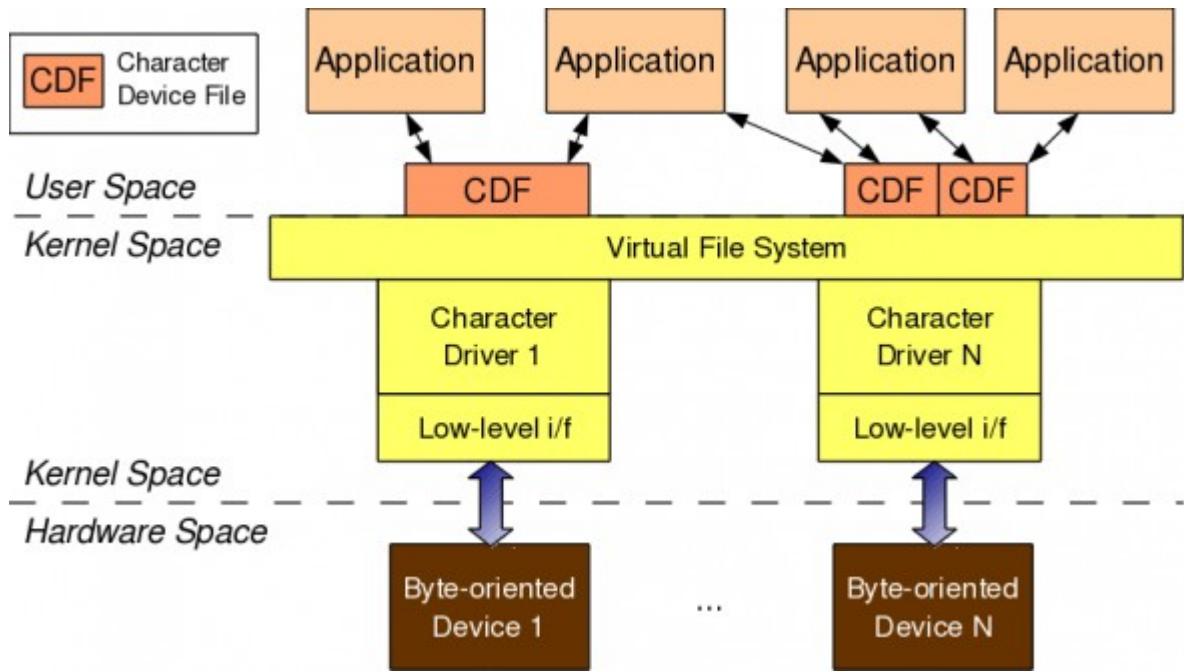 Application Application Application Application
CDF Character
Device File
User Space
CDF CDF CDF
Kernel Space
Virtual File System
Character
Driver 1
Character
Driver N
Low-level i/f Low-level i/f
Kernel Space
Hardware Space
Byte-oriented
Device 1
...
Byte-oriented
Device N